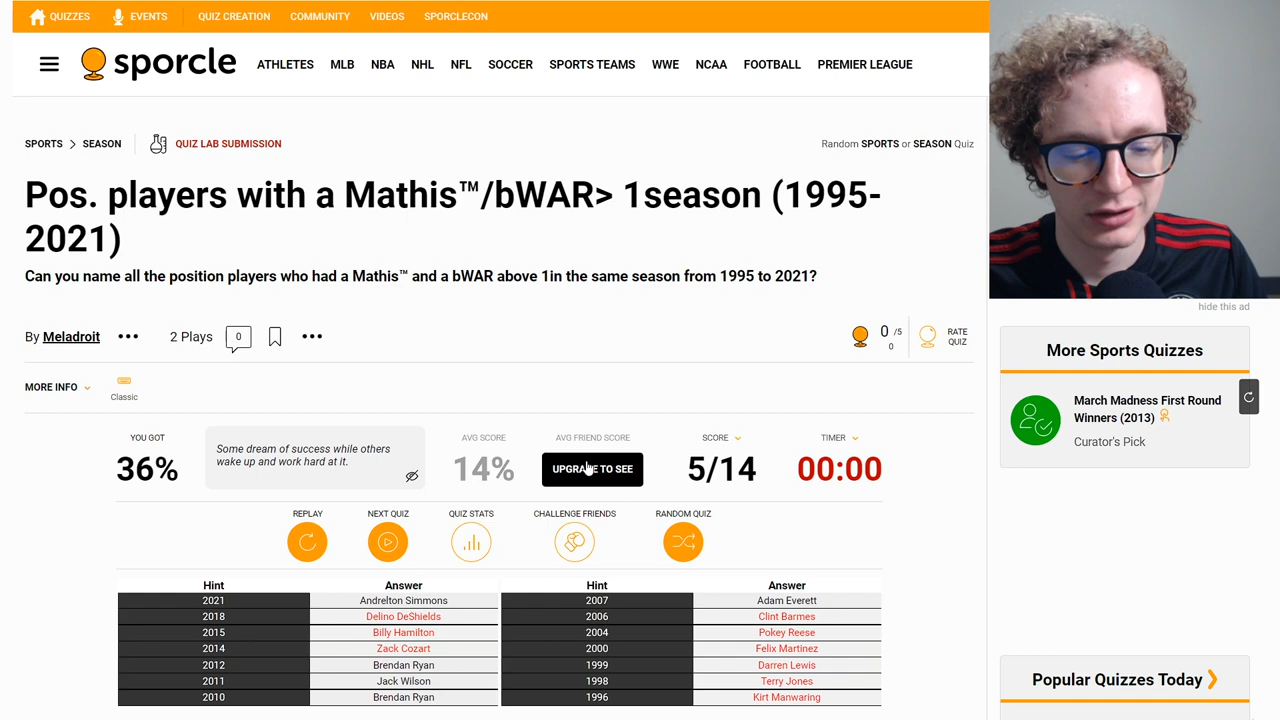 QUIZZES EVENTS QUIZ CREATION COMMUNITY VIDEOS SPORCLECON
sporcle ATHLETES MLB NBA NHL NFL SOCCER SPORTS TEAMS WWE NCAA FOOTBALL PREMIER LEAGUE
SPORTS > SEASON QUIZ LAB SUBMISSION Random SPORTS or SEASON Quiz
Pos. players with a Mathis™/bWAR> 1season (1995-
2021)
Can you name all the position players who had a Mathis™ and a bWAR above 1in the same season from 1995 to 2021?
hide this ad
By Meladroit ••• 2 Plays 0 ••• 0 /5 0 RATE QUIZ
More Sports Quizzes
March Madness First Round
Winners (2013)
Curator's Pick
MORE INFO Classic
YOU GOT AVG SCORE AVG FRIEND SCORE SCORE TIMER
36% Some dream of success while others
wake up and work hard at it. 14% UPGRADE TO SEE 5/14 00:00
REPLAY NEXT QUIZ QUIZ STATS CHALLENGE FRIENDS RANDOM QUIZ
Hint Answer Hint Answer
2021 Andrelton Simmons 2007 Adam Everett
2018 Delino DeShields 2006 Clint Barmes
2015 Billy Hamilton 2004 Pokey Reese
2014 Zack Cozart 2000 Felix Martinez
2012 Brendan Ryan 1999 Darren Lewis
2011 Jack Wilson 1998 Terry Jones
2010 Brendan Ryan 1996 Kirt Manwaring
Popular Quizzes Today